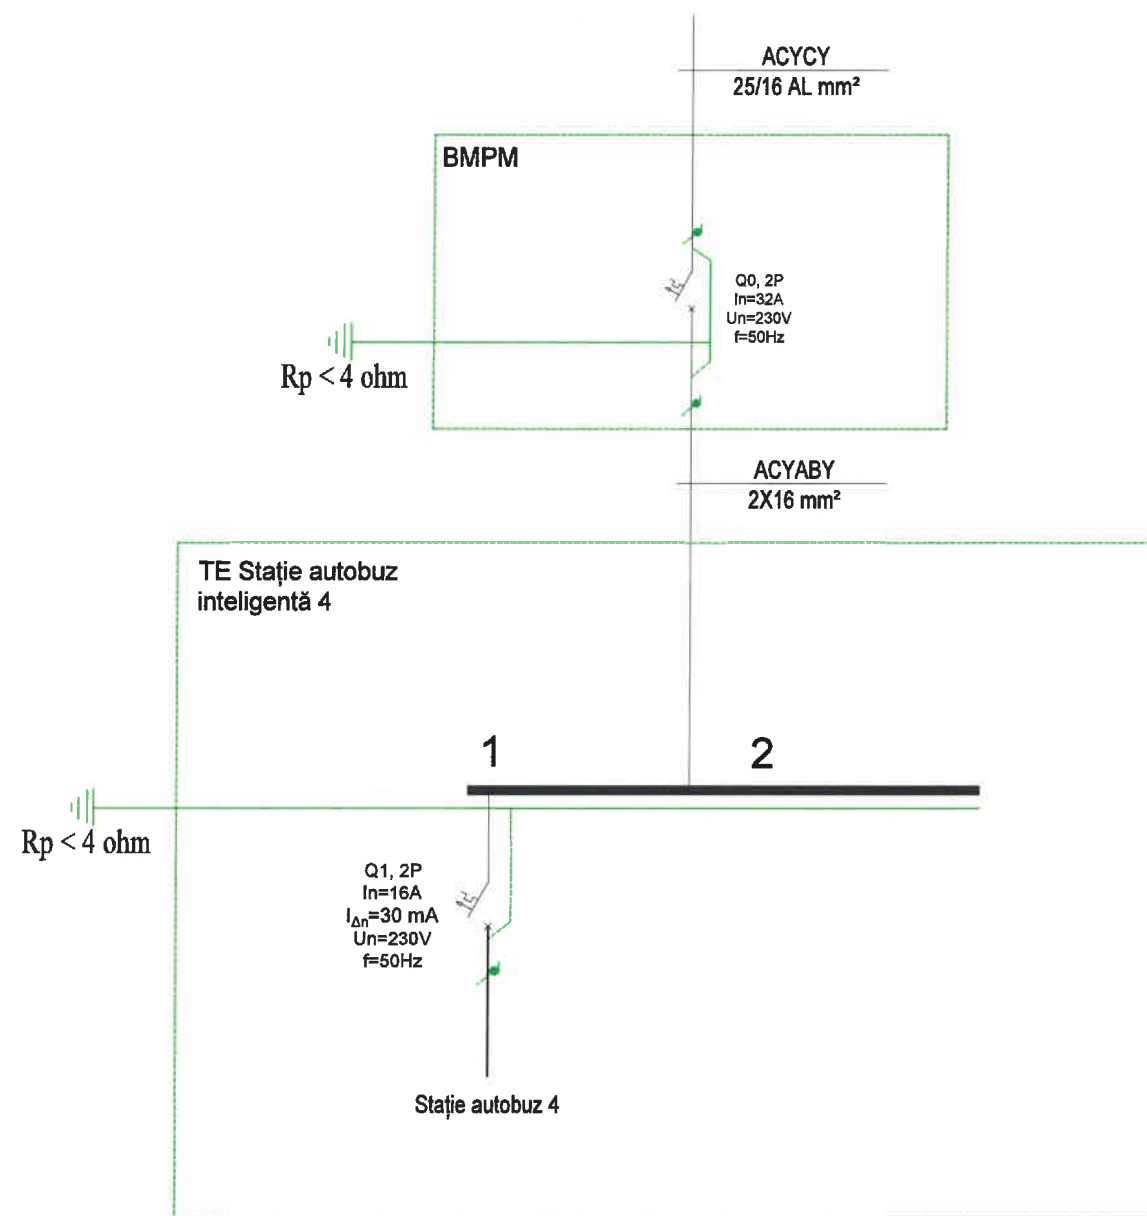 ACYCY
25/16 AL mm²
BMPM
Q0, 2P
In=32A
Un=230V
f=50Hz
Rp < 4 ohm
ACYABY
2X16 mm²
TE Stație autobuz
inteligentă 4
1
2
Rp < 4 ohm
Q1, 2P
In=16A
IΔn=30 mA
Un=230V
f=50Hz
Stație autobuz 4